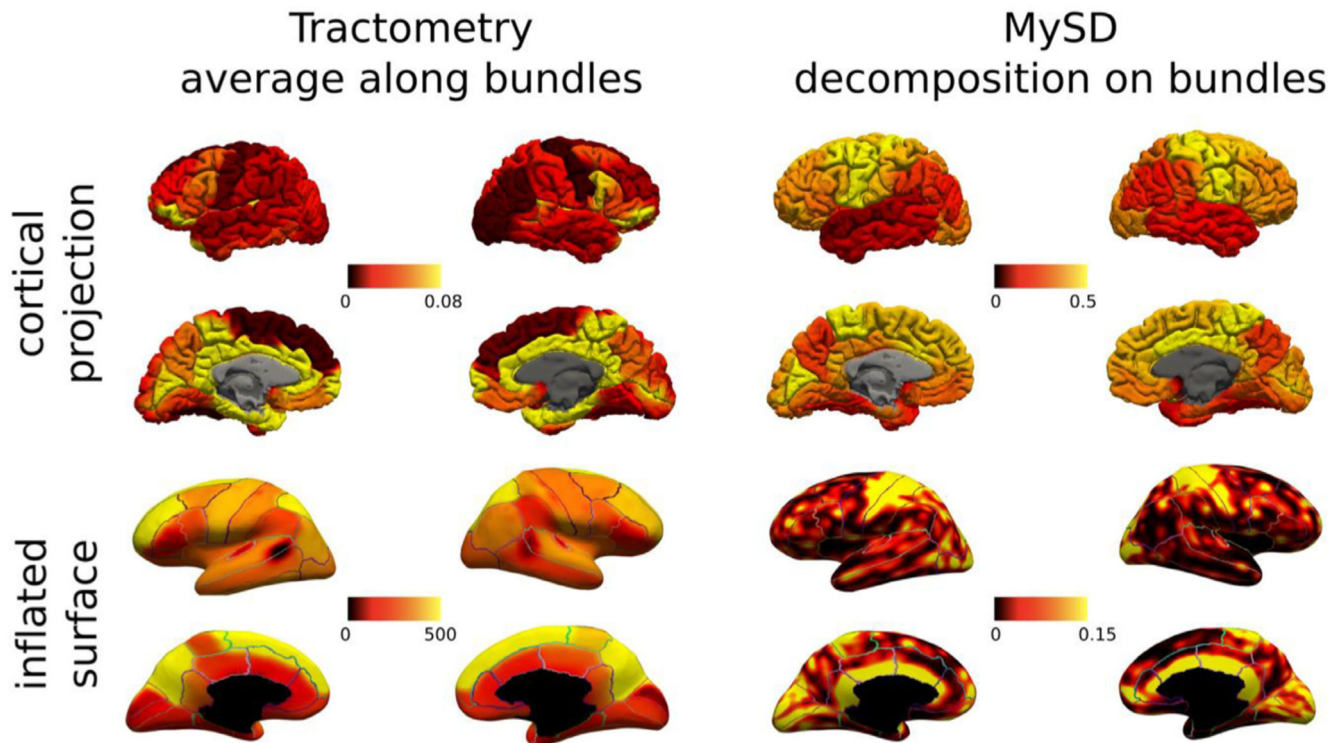 Tractometry
average along bundles
MySD
decomposition on bundles
cortical
projection
0
0.08
0
0.5
inflated
surface
0
500
0
0.15